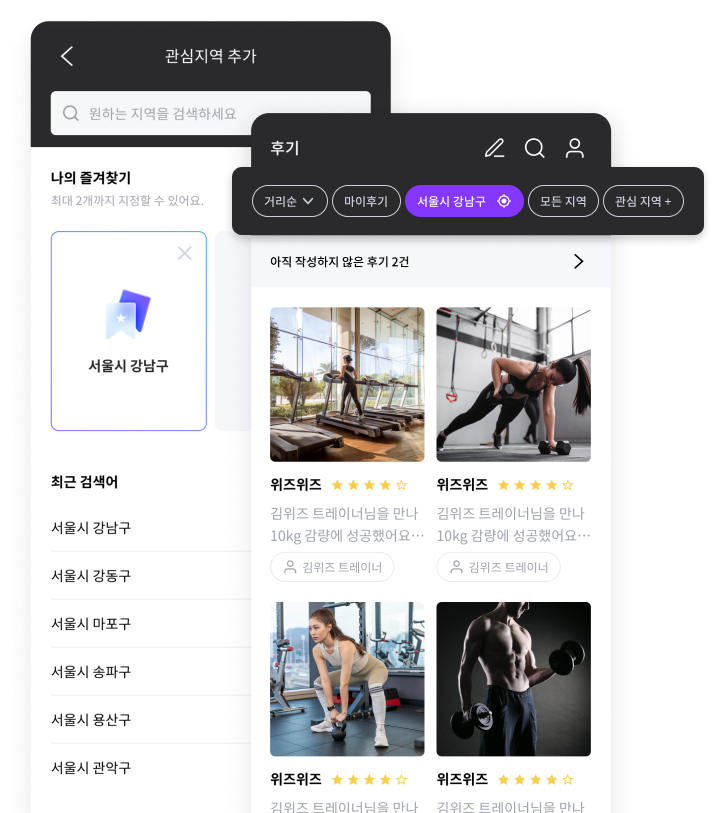 관심지역 추가
원하는 지역을 검색하세요
나의 즐겨찾기
최대 2개까지 지정할 수 있어요.
서울시 강남구
최근 검색어
서울시 강남구
서울시 강동구
서울시 마포구
서울시 송파구
서울시 용산구
서울시 관악구
후기
거리순 마이후기 서울시 강남구 모든 지역 관심 지역 +
아직 작성하지 않은 후기 2건
위즈위즈
김위즈 트레이너님을 만나
10kg 감량에 성공했어요…
김위즈 트레이너
위즈위즈
김위즈 트레이너님을 만나
10kg 감량에 성공했어요…
김위즈 트레이너
위즈위즈
김위즈 트레이너님을 만나
위즈위즈
김위즈 트레이너님을 만나